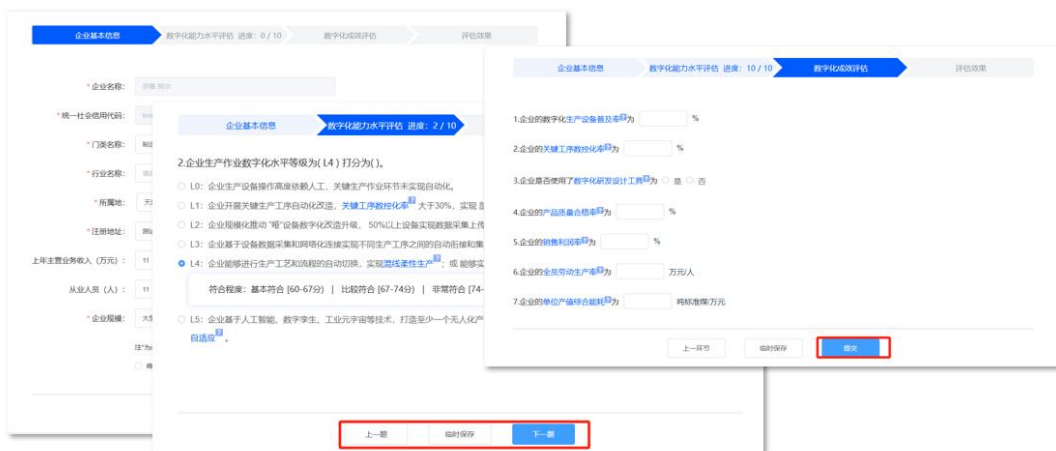 企业基本信息
数字化能力水平评估 进度：0 / 10
数字化成效评估
评估效果
* 企业名称：
* 统一社会信用代码：
* 门类名称：
* 行业名称：
* 所属地：
* 注册地址：
上年主营业务收入（万元）：
11
从业人员（人）：
11
* 企业规模：
企业基本信息
数字化能力水平评估 进度：2 / 10
2.企业生产作业数字化水平等级为( L4 ) 打分为( )。
L0：企业生产设备操作高度依赖人工，关键生产作业环节未实现自动化。
L1：企业开展关键生产工序自动化改造，关键工序数控化率 大于30%，实现
L2：企业规模化推动 "哑"设备数字化改造升级， 50%以上设备实现数据采集上传
L3：企业基于设备数据采集和网络化连接实现不同生产工序之间的自动衔接和集
L4：企业能够进行生产工艺和流程的自动切换，实现混线柔性生产 ；或 能够实
符合程度：基本符合 [60-67分) | 比较符合 [67-74分) | 非常符合 [74-
L5：企业基于人工智能、数字孪生、工业元宇宙等技术，打造至少一个无人化产
自适应 。
上一题
临时保存
下一题
企业基本信息
数字化能力水平评估 进度：10 / 10
数字化成效评估
评估效果
1.企业的数字化生产设备普及率为 %
2.企业的关键工序数控化率为 %
3.企业是否使用了数字化研发设计工具为 是 否
4.企业的产品质量合格率为 %
5.企业的销售利润率为 %
6.企业的全员劳动生产率为 万元/人
7.企业的单位产值综合能耗为 吨标准煤/万元
上一环节
临时保存
提交